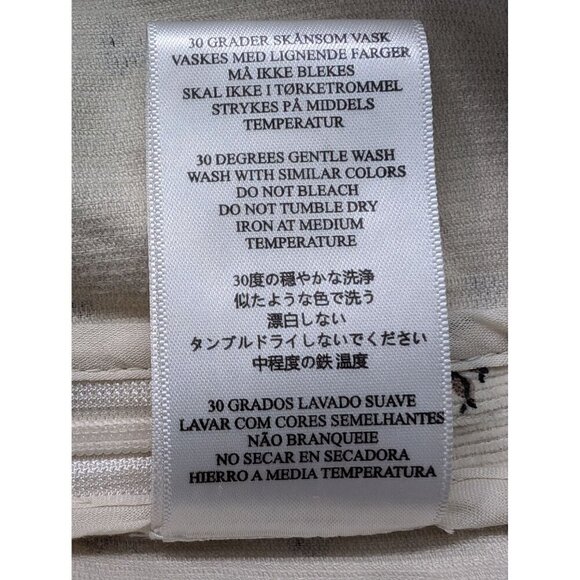 30 GRADER SKÅNSOM VASK
VASKES MED LIGNENDE FARGER
MÅ IKKE BLEKES
SKAL IKKE I TØRKETROMMEL
STRYKES PÅ MIDDELS
TEMPERATUR
30 DEGREES GENTLE WASH
WASH WITH SIMILAR COLORS
DO NOT BLEACH
DO NOT TUMBLE DRY
IRON AT MEDIUM
TEMPERATURE
30度の穏やかな洗浄
似たような色で洗う
漂白しない
タンブルドライしないでください
中程度の鉄 温度
30 GRADOS LAVADO SUAVE
LAVAR COM CORES SEMELHANTES
NÃO BRANQUEIE
NO SECAR EN SECADORA
HIERRO A MEDIA TEMPERATURA